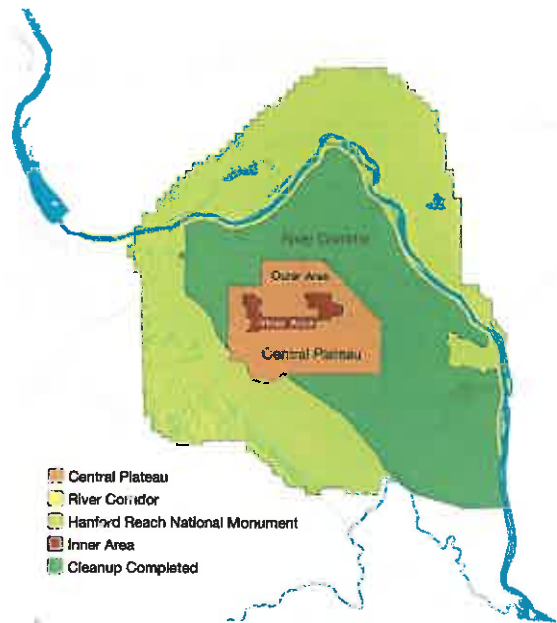 River Corridor
Outer Area
Inner Area
Central Plateau
Central Plateau
River Corridor
Hanford Reach National Monument
Inner Area
Cleanup Completed